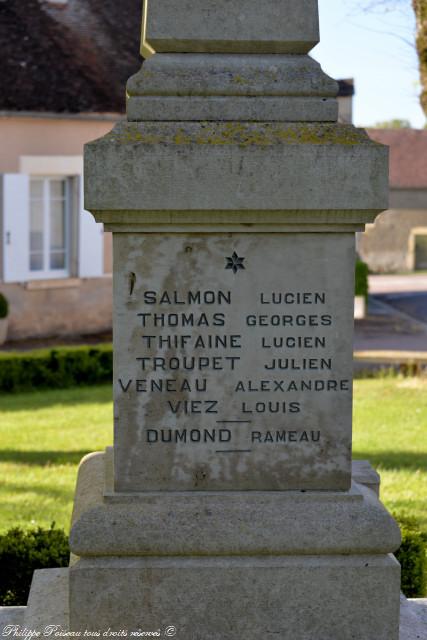 SALMON LUCIEN
THOMAS GEORGES
THIFAINE LUCIEN
TROUPET JULIEN
VENEAU ALEXANDRE
VIEZ LOUIS
DUMOND RAMEAU
Philippe Poiseau tous droits réservés ©